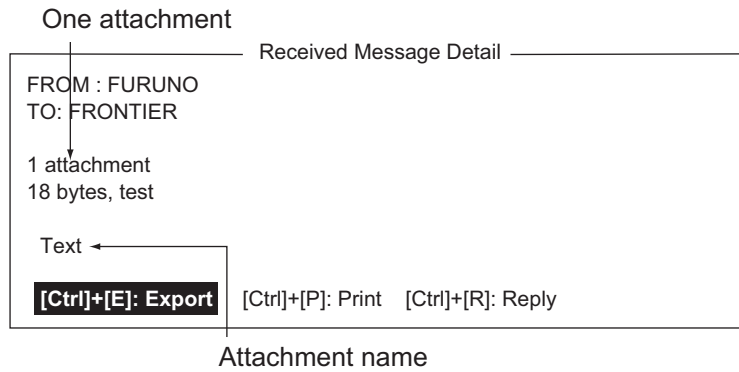 One attachment
Received Message Detail
FROM : FURUNO
TO: FRONTIER
1 attachment
18 bytes, test
Text
[Ctrl]+[E]: Export [Ctrl]+[P]: Print [Ctrl]+[R]: Reply
Attachment name